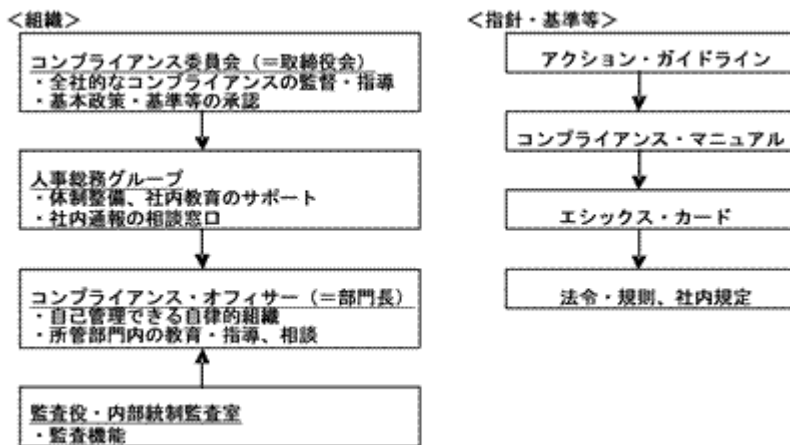 ＜組織＞
コンプライアンス委員会（＝取締役会）
・全社的なコンプライアンスの監督・指導
・基本政策・基準等の承認
人事総務グループ
・体制整備、社内教育のサポート
・社内通報の相談窓口
コンプライアンス・オフィサー（＝部門長）
・自己管理できる自律的組織
・所管部門内の教育・指導、相談
監査役・内部統制監査室
・監査機能
＜指針・基準等＞
アクション・ガイドライン
コンプライアンス・マニュアル
エシックス・カード
法令・規則、社内規定